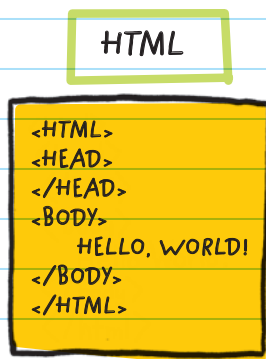 HTML
<HTML>
<HEAD>
</HEAD>
<BODY>
HELLO, WORLD!
</BODY>
</HTML>